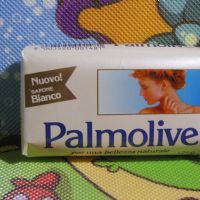 Nuovo!
SAPONE
Bianco
Palmolive
per una bellezza naturale